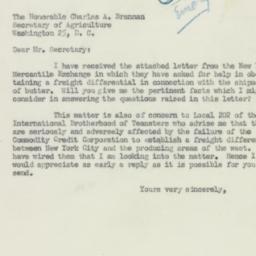 The Honorable Charles A. Brannan
Secretary of Agriculture
Washington 25, D. C.
Dear Mr. Secretary:
I have received the attached letter from the New
Mercantile Exchange in which they have asked for help in ob
taining a freight differential in connection with the ship
of butter. Will you give me the pertinent facts which I mig
consider in answering the questions raised in this letter?
This matter is also of concern to Local 202 of the
International Brotherhood of Teamsters who advise me that th
are seriously and adversely affected by the failure of the
Commodity Credit Corporation to establish a freight differe
between New York City and the producing areas of the west.
have wired them that I am looking into the matter. Hence I
would appreciate as early a reply as it is possible for you
send.
Yours very sincerely,